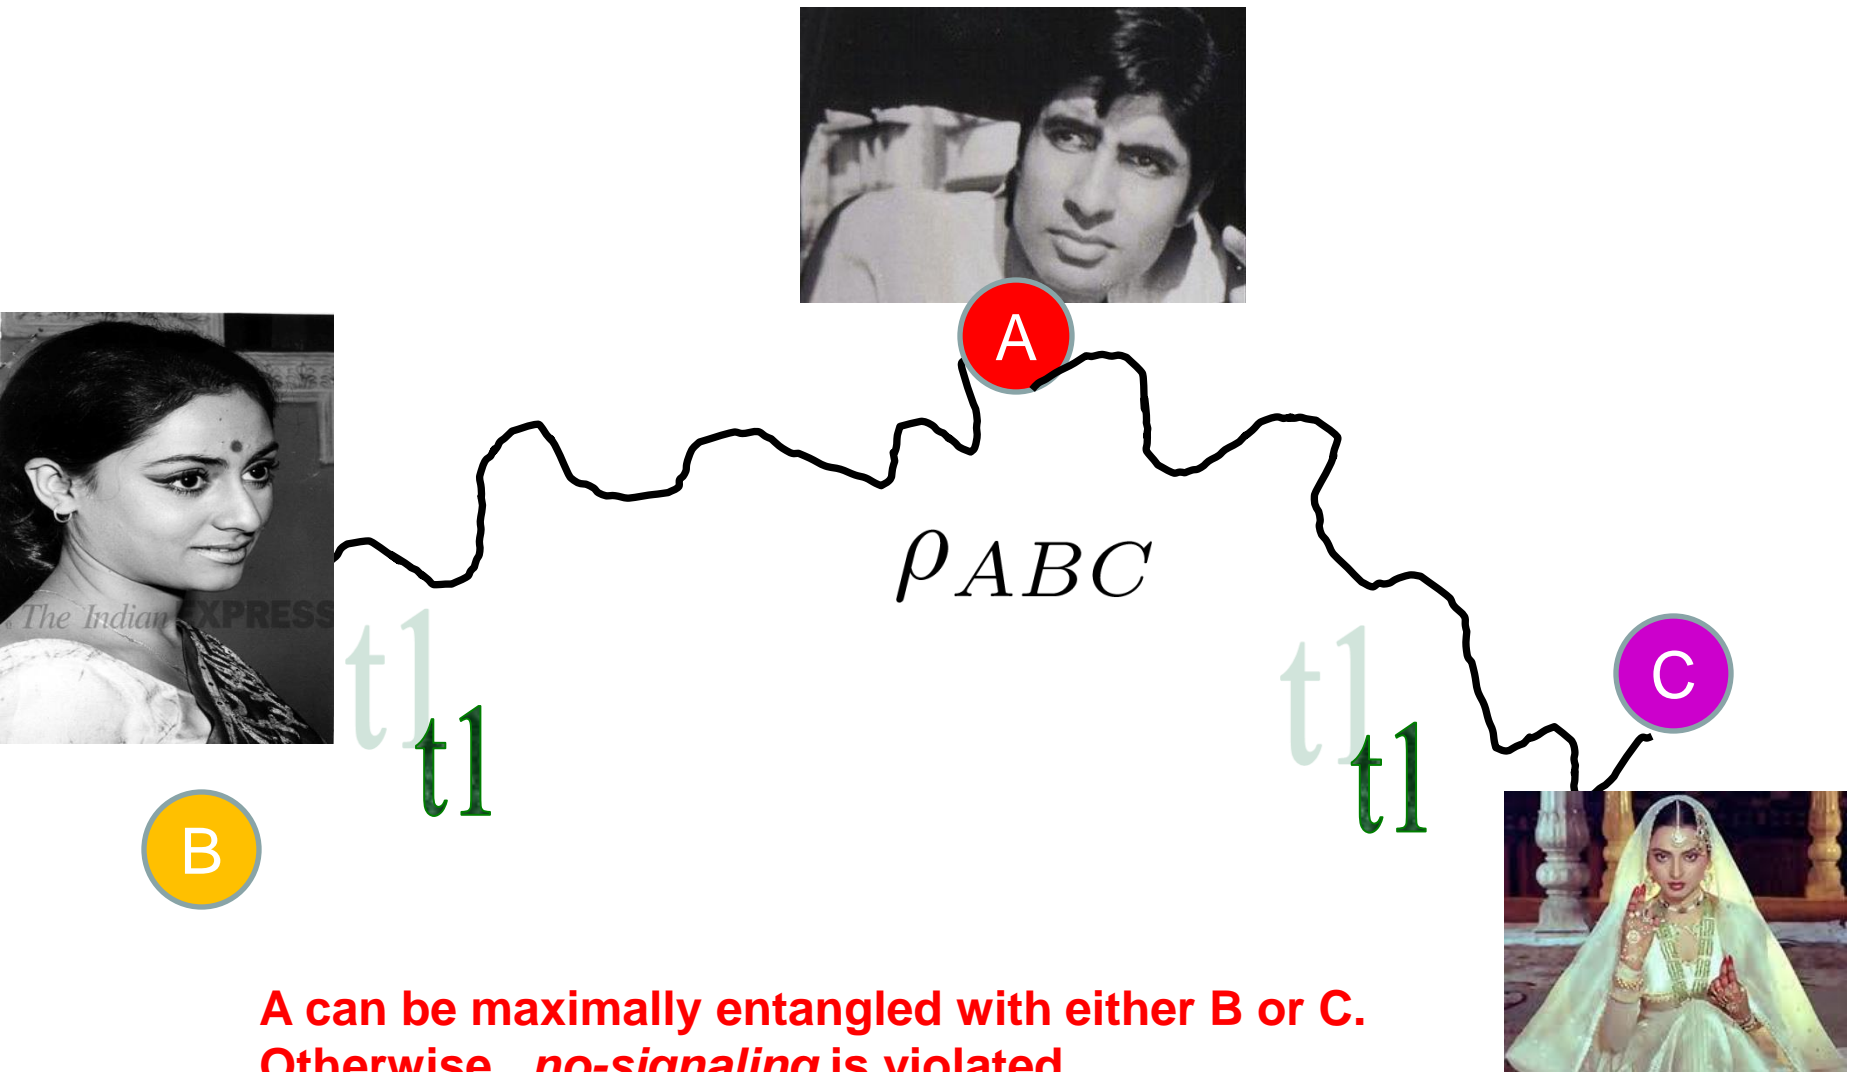 A
ρABC
The Indian EXPRESS
t1
t1
t1
t1
C
B
A can be maximally entangled with either B or C.
Otherwise, no-signaling is violated